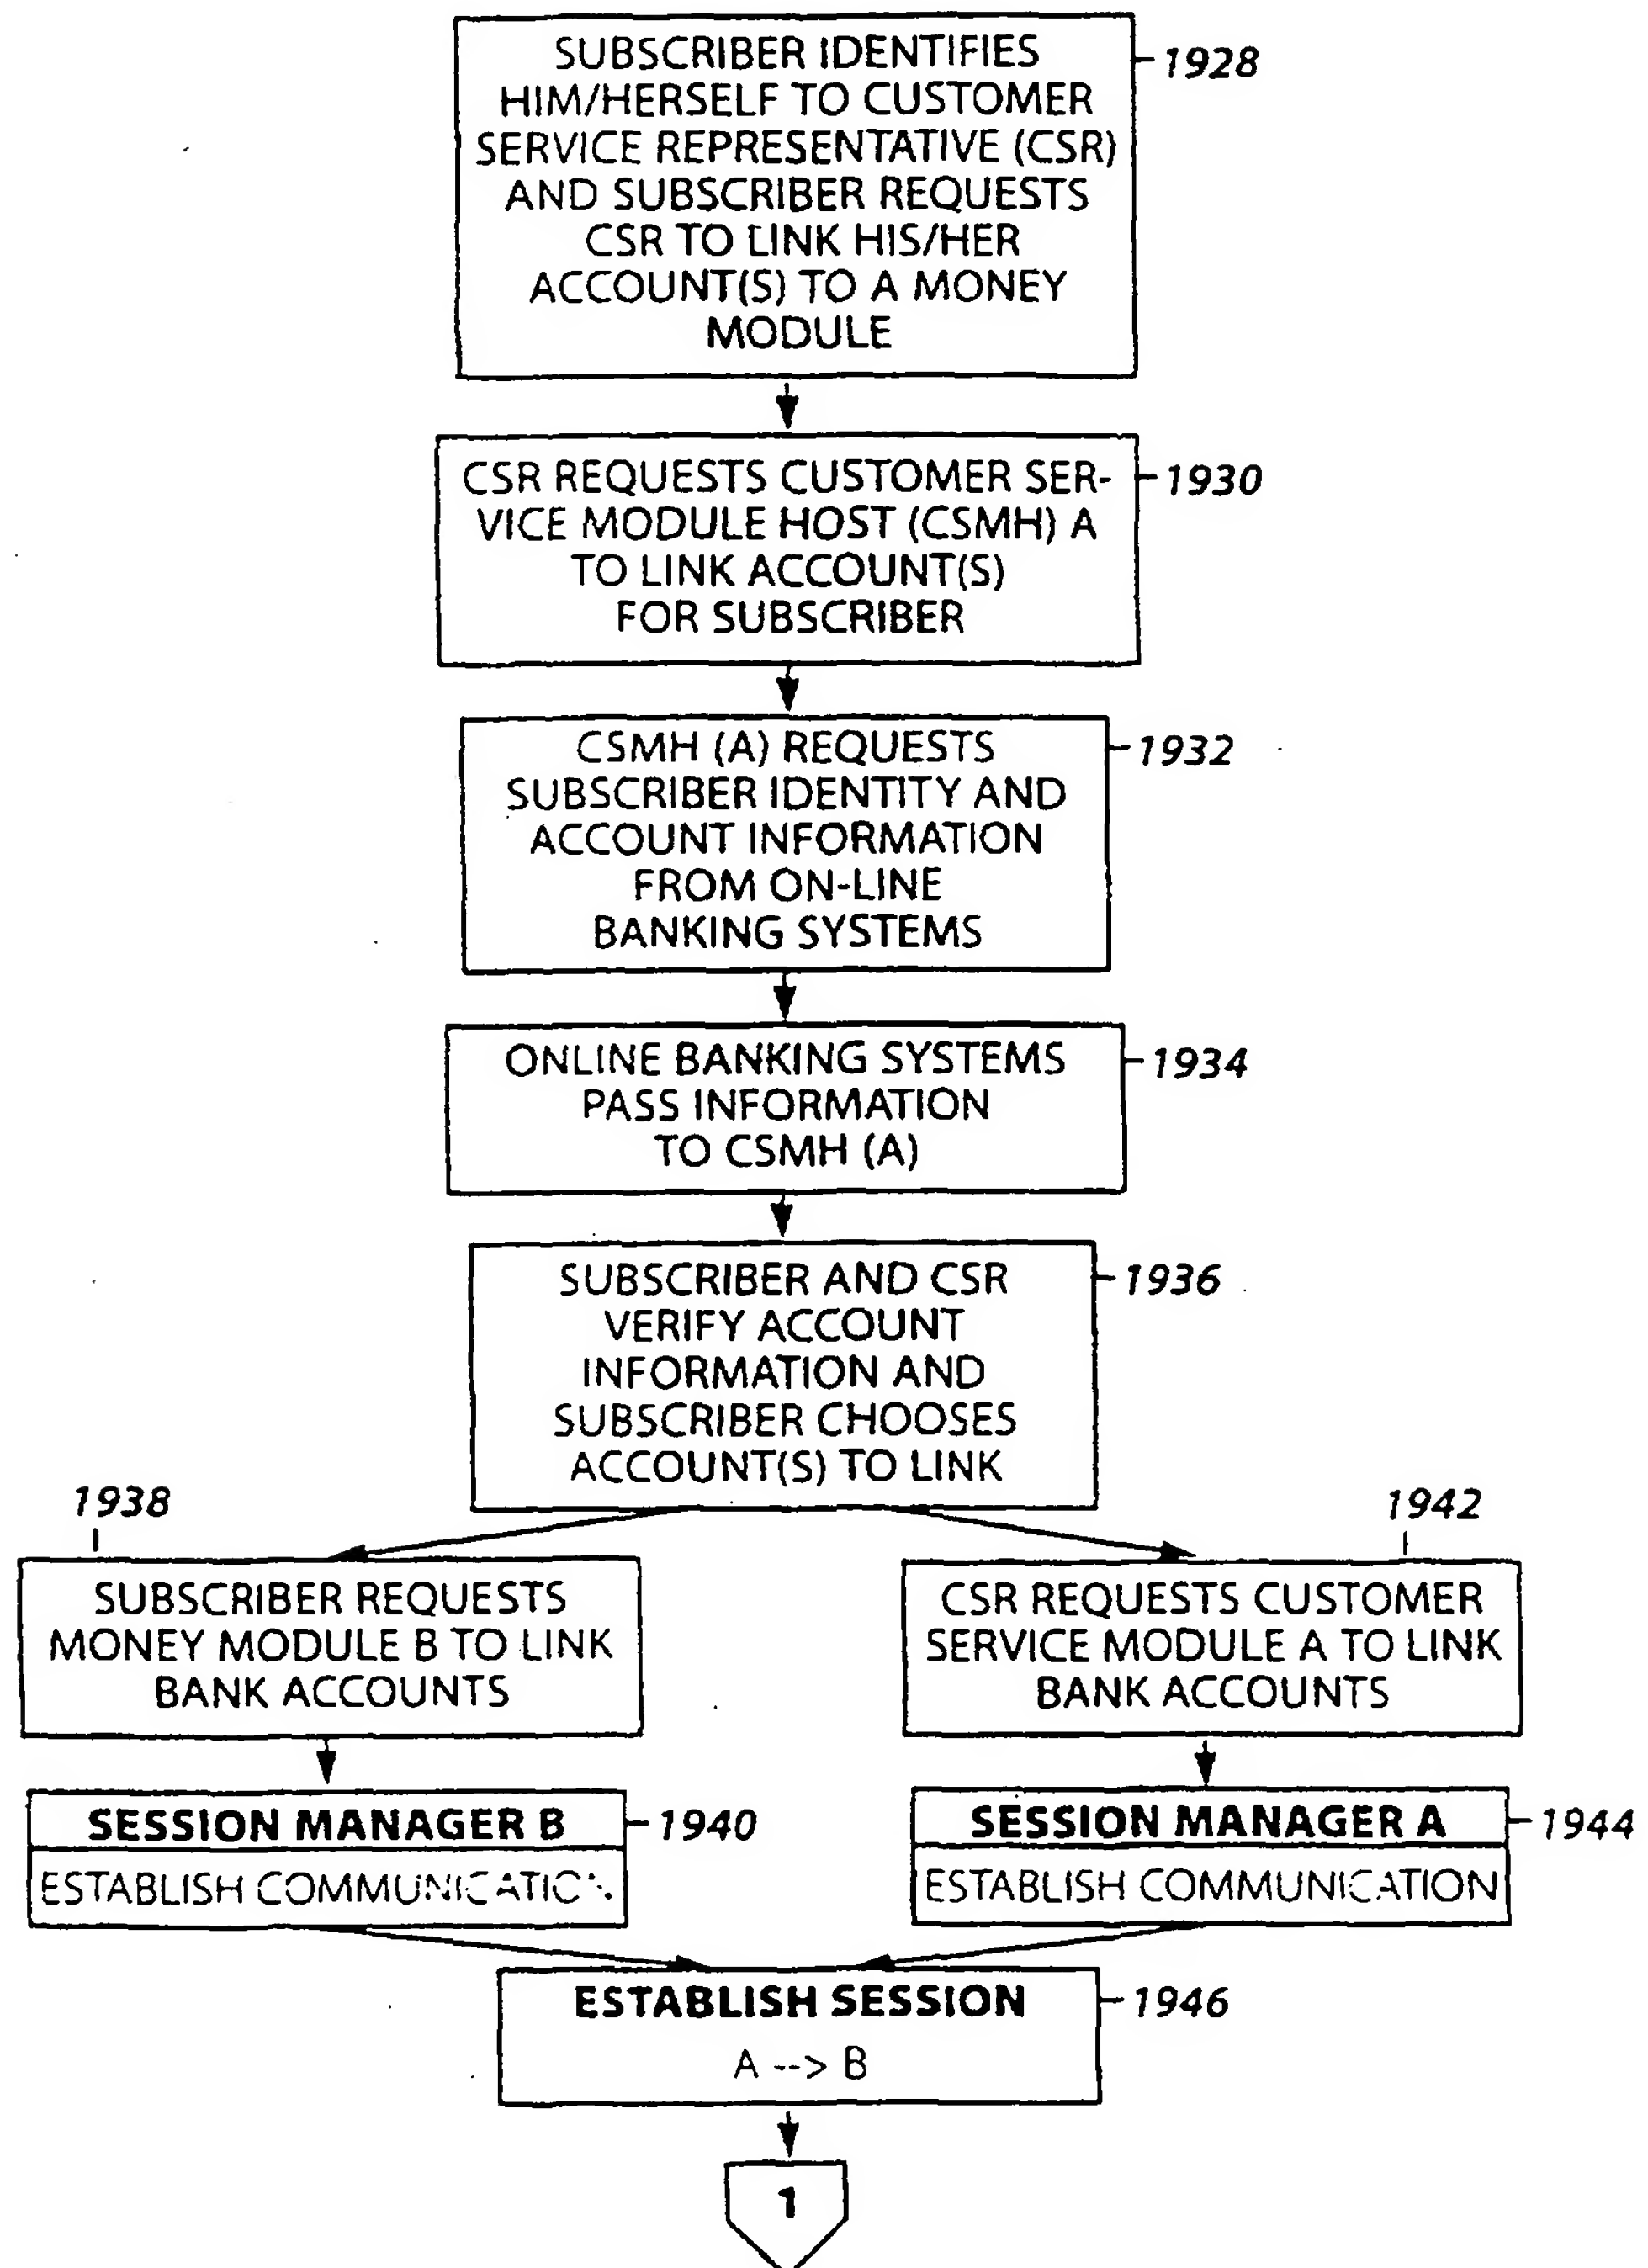 SUBSCRIBER IDENTIFIES
HIM/HERSELF TO CUSTOMER
SERVICE REPRESENTATIVE (CSR)
AND SUBSCRIBER REQUESTS
CSR TO LINK HIS/HER
ACCOUNT(S) TO A MONEY
MODULE
1928
CSR REQUESTS CUSTOMER SER-
VICE MODULE HOST (CSMH) A
TO LINK ACCOUNT(S)
FOR SUBSCRIBER
1930
CSMH (A) REQUESTS
SUBSCRIBER IDENTITY AND
ACCOUNT INFORMATION
FROM ON-LINE
BANKING SYSTEMS
1932
ONLINE BANKING SYSTEMS
PASS INFORMATION
TO CSMH (A)
1934
SUBSCRIBER AND CSR
VERIFY ACCOUNT
INFORMATION AND
SUBSCRIBER CHOOSES
ACCOUNT(S) TO LINK
1936
1938
SUBSCRIBER REQUESTS
MONEY MODULE B TO LINK
BANK ACCOUNTS
1942
CSR REQUESTS CUSTOMER
SERVICE MODULE A TO LINK
BANK ACCOUNTS
SESSION MANAGER B
1940
ESTABLISH COMMUNICATION
SESSION MANAGER A
1944
ESTABLISH COMMUNICATION
ESTABLISH SESSION
1946
A --> B
1